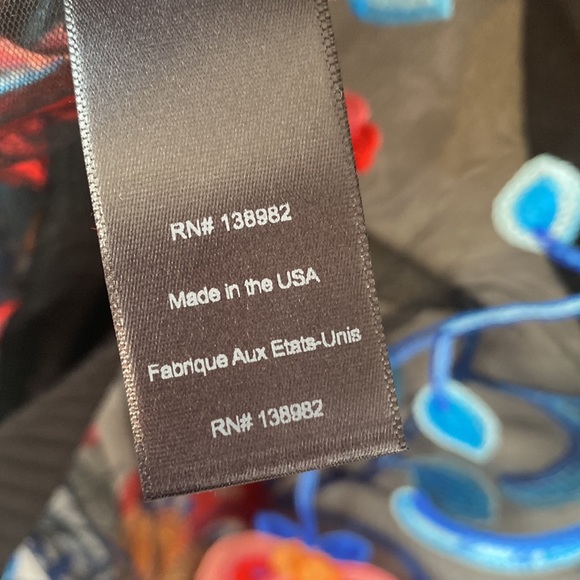 RN# 138982
Made in the USA
Fabrique Aux Etats-Unis
RN# 138982